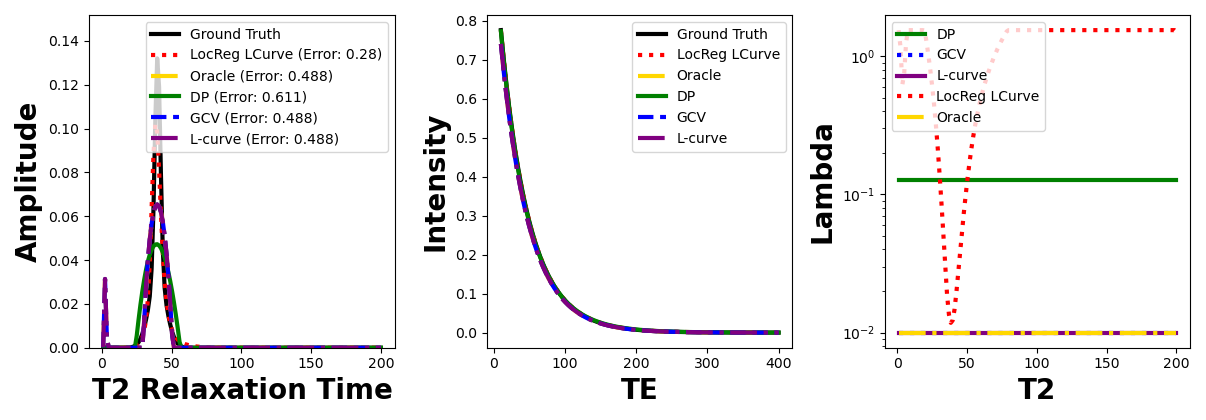 Amplitude
0.14
0.12
0.10
0.08
0.06
0.04
0.02
0.00
0
50
100
150
200
T2 Relaxation Time
Ground Truth
LocReg LCurve (Error: 0.28)
Oracle (Error: 0.488)
DP (Error: 0.611)
GCV (Error: 0.488)
L-curve (Error: 0.488)
Intensity
0.8
0.7
0.6
0.5
0.4
0.3
0.2
0.1
0.0
0
100
200
300
400
TE
Ground Truth
LocReg LCurve
Oracle
DP
GCV
L-curve
Lambda
10⁰
10⁻¹
10⁻²
0
50
100
150
200
T2
DP
GCV
L-curve
LocReg LCurve
Oracle